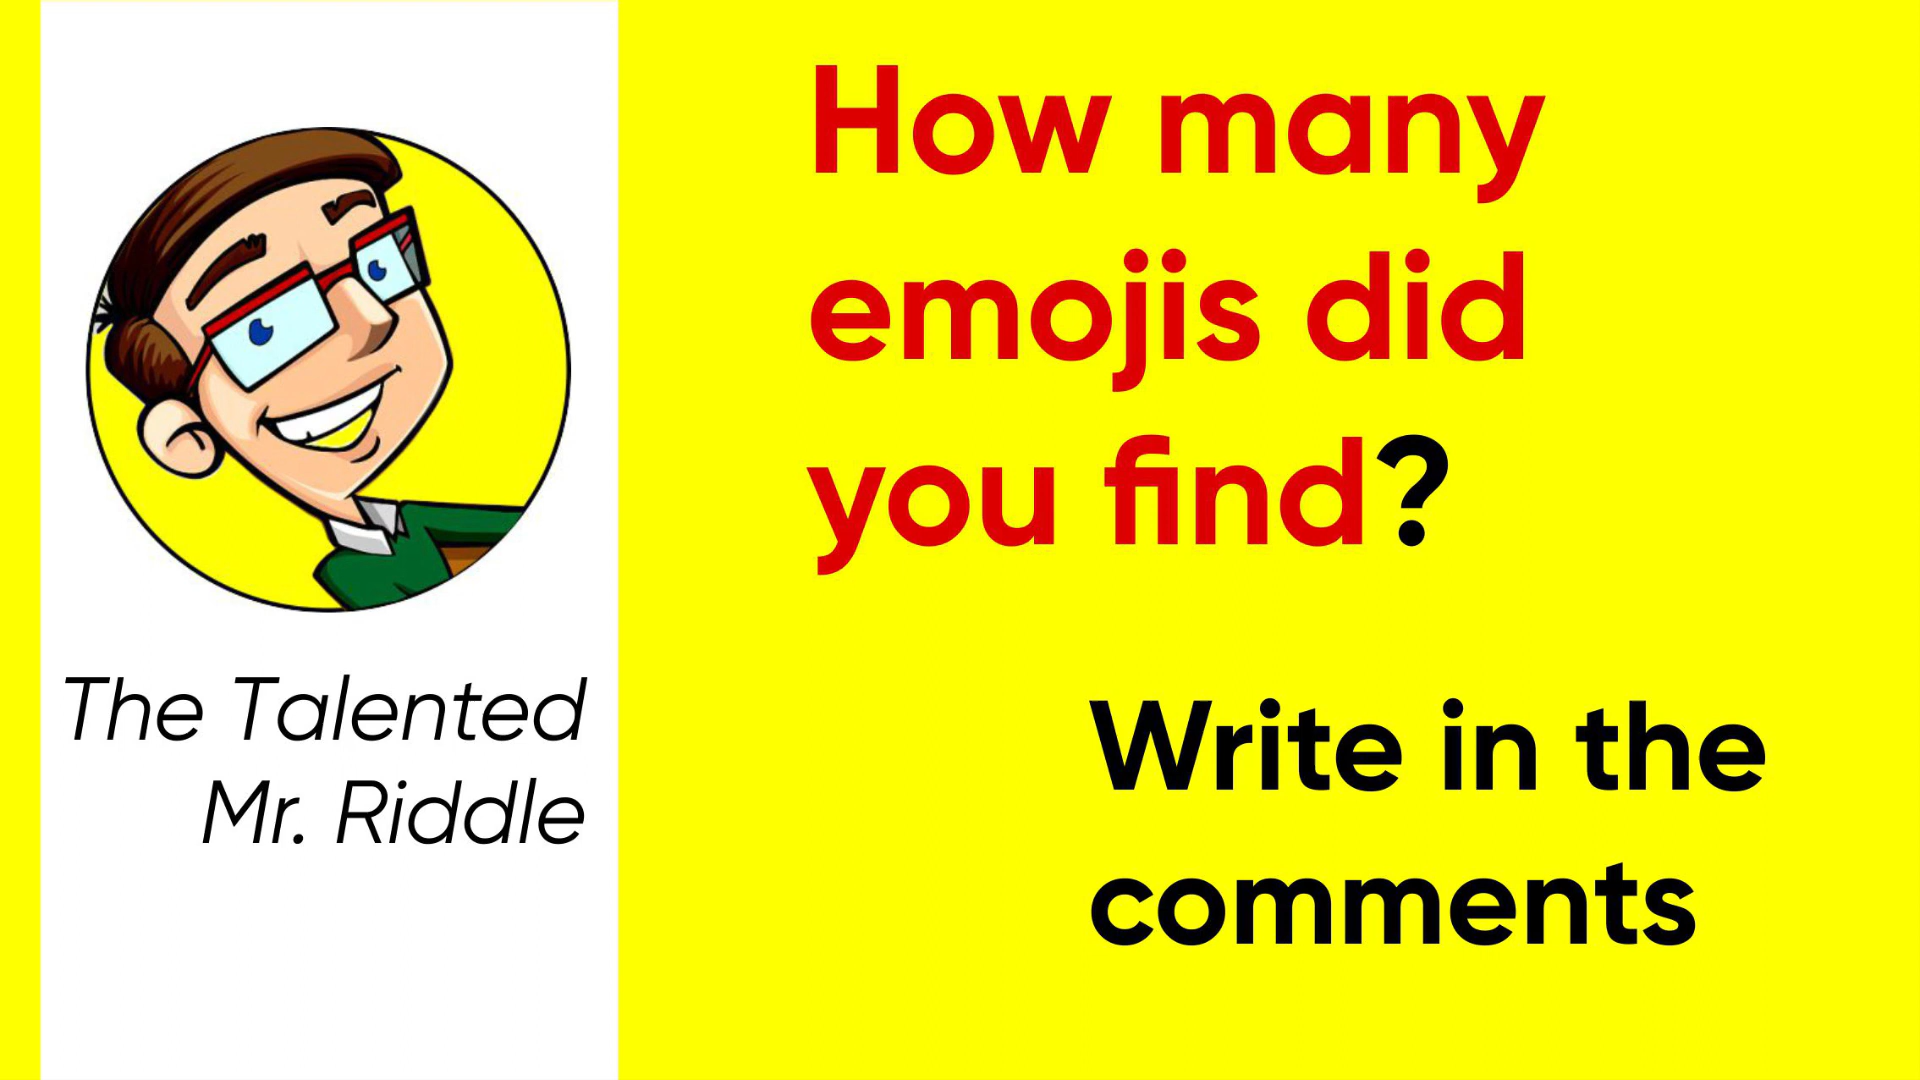 The Talented
Mr. Riddle
How many
emojis did
you find?
Write in the
comments